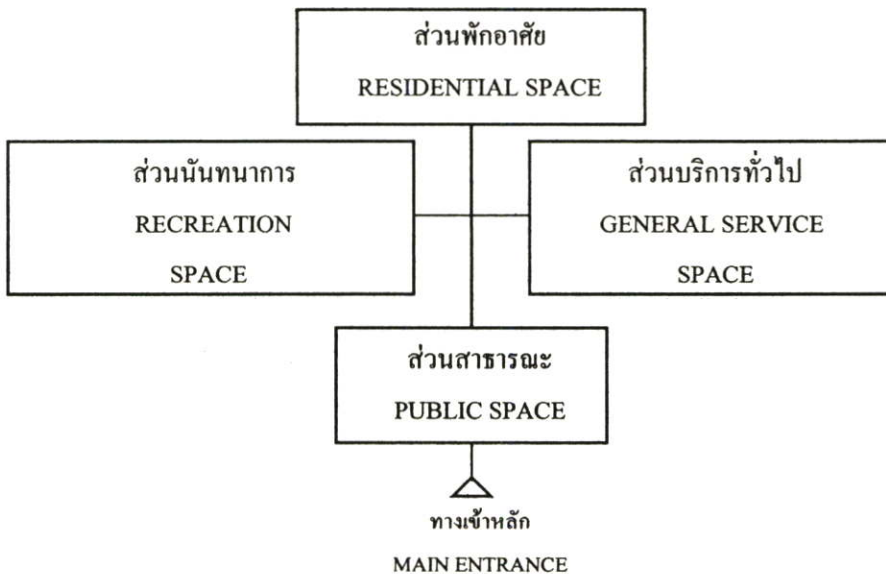 ส่วนพักอาศัย
RESIDENTIAL SPACE
ส่วนนันทนาการ
RECREATION
SPACE
ส่วนบริการทั่วไป
GENERAL SERVICE
SPACE
ส่วนสาธารณะ
PUBLIC SPACE
ทางเข้าหลัก
MAIN ENTRANCE